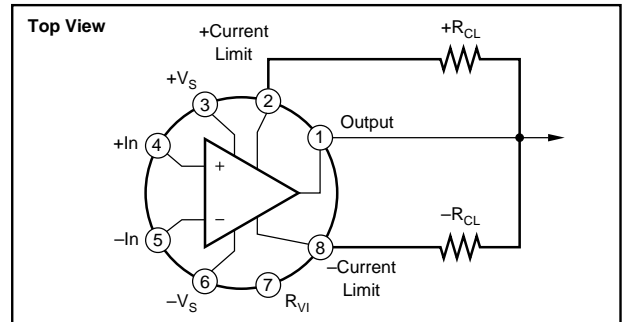 Top View
+Current
Limit
+R_CL
+V_S
3
2
1
Output
+In
4
+
–
–In
5
–R_CL
8
–Current
Limit
6
7
–V_S
R_VI